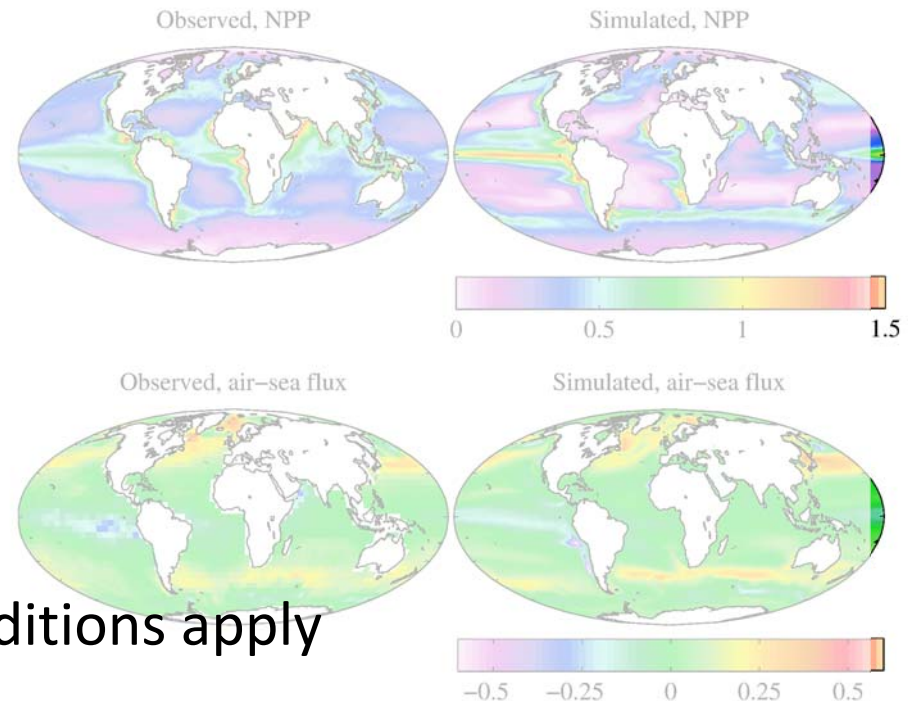 Observed, NPP
Simulated, NPP
0 0.5 1 1.5
Observed, air−sea flux
Simulated, air−sea flux
ditions apply
−0.5 −0.25 0 0.25 0.5